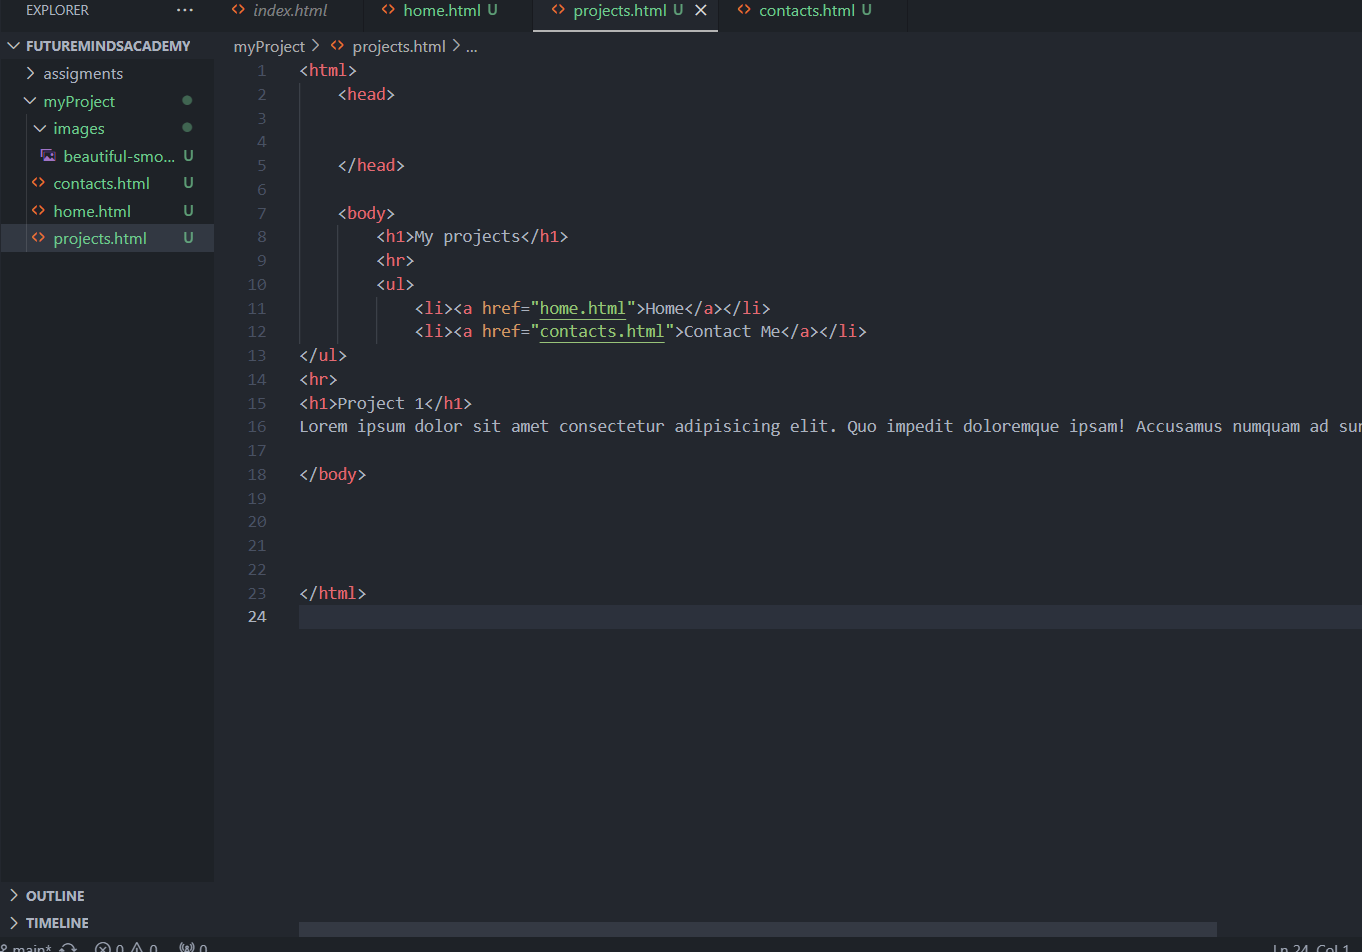 EXPLORER ...
index.html
home.html U
projects.html U
contacts.html U
FUTUREMINDSACADEMY
assigments
myProject
images
beautiful-smo... U
contacts.html U
home.html U
projects.html U
myProject > projects.html > ...
1 <html>
2 <head>
3
4
5 </head>
6
7 <body>
8 <h1>My projects</h1>
9 <hr>
10 <ul>
11 <li><a href="home.html">Home</a></li>
12 <li><a href="contacts.html">Contact Me</a></li>
13 </ul>
14 <hr>
15 <h1>Project 1</h1>
16 Lorem ipsum dolor sit amet consectetur adipisicing elit. Quo impedit doloremque ipsam! Accusamus numquam ad
17
18 </body>
19
20
21
22
23 </html>
24
OUTLINE
TIMELINE
main* 0 0 0
Ln 24, Col 1